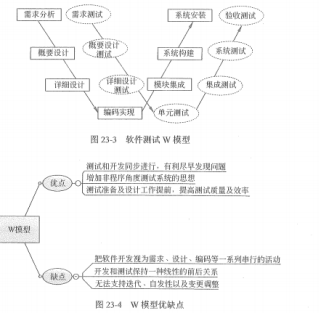 需求分析
需求测试
系统安装
验收测试
概要设计
概要设计
测试
系统构建
系统测试
详细设计
详细设计
测试
模块集成
集成测试
编码实现
单元测试
图 23-3 软件测试 W 模型
测试和开发同步进行，有利尽早发现问题
优点
增加非程序角度测试系统的思想
测试准备及设计工作提前，提高测试质量及效率
W模型
把软件开发视为需求、设计、编码等一系列串行的活动
缺点
开发和测试保持一种线性的前后关系
无法支持迭代、自发性以及变更调整
图 23-4 W 模型优缺点